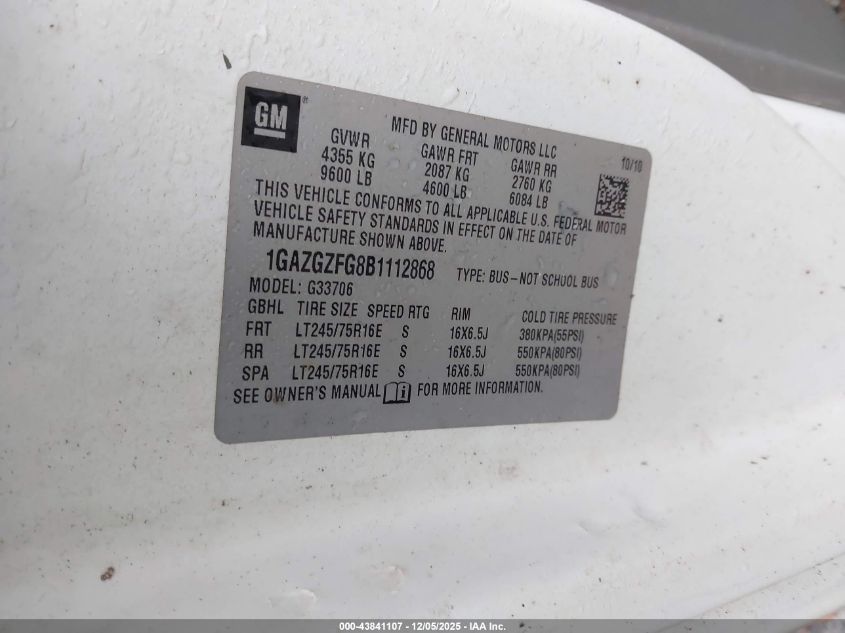 GM®
MFD BY GENERAL MOTORS LLC
10/10
GVWR GAWR FRT GAWR RR
4355 KG 2087 KG 2760 KG
9600 LB 4600 LB 6084 LB
THIS VEHICLE CONFORMS TO ALL APPLICABLE U.S. FEDERAL MOTOR
VEHICLE SAFETY STANDARDS IN EFFECT ON THE DATE OF
MANUFACTURE SHOWN ABOVE.
1GAZGZFG8B1112868 TYPE: BUS–NOT SCHOOL BUS
MODEL: G33706
GBHL TIRE SIZE SPEED RTG RIM COLD TIRE PRESSURE
FRT LT245/75R16E S 16X6.5J 380KPA(55PSI)
RR LT245/75R16E S 16X6.5J 550KPA(80PSI)
SPA LT245/75R16E S 16X6.5J 550KPA(80PSI)
SEE OWNER'S MANUAL FOR MORE INFORMATION.
000-43841107 - 12/05/2025 - IAA Inc.